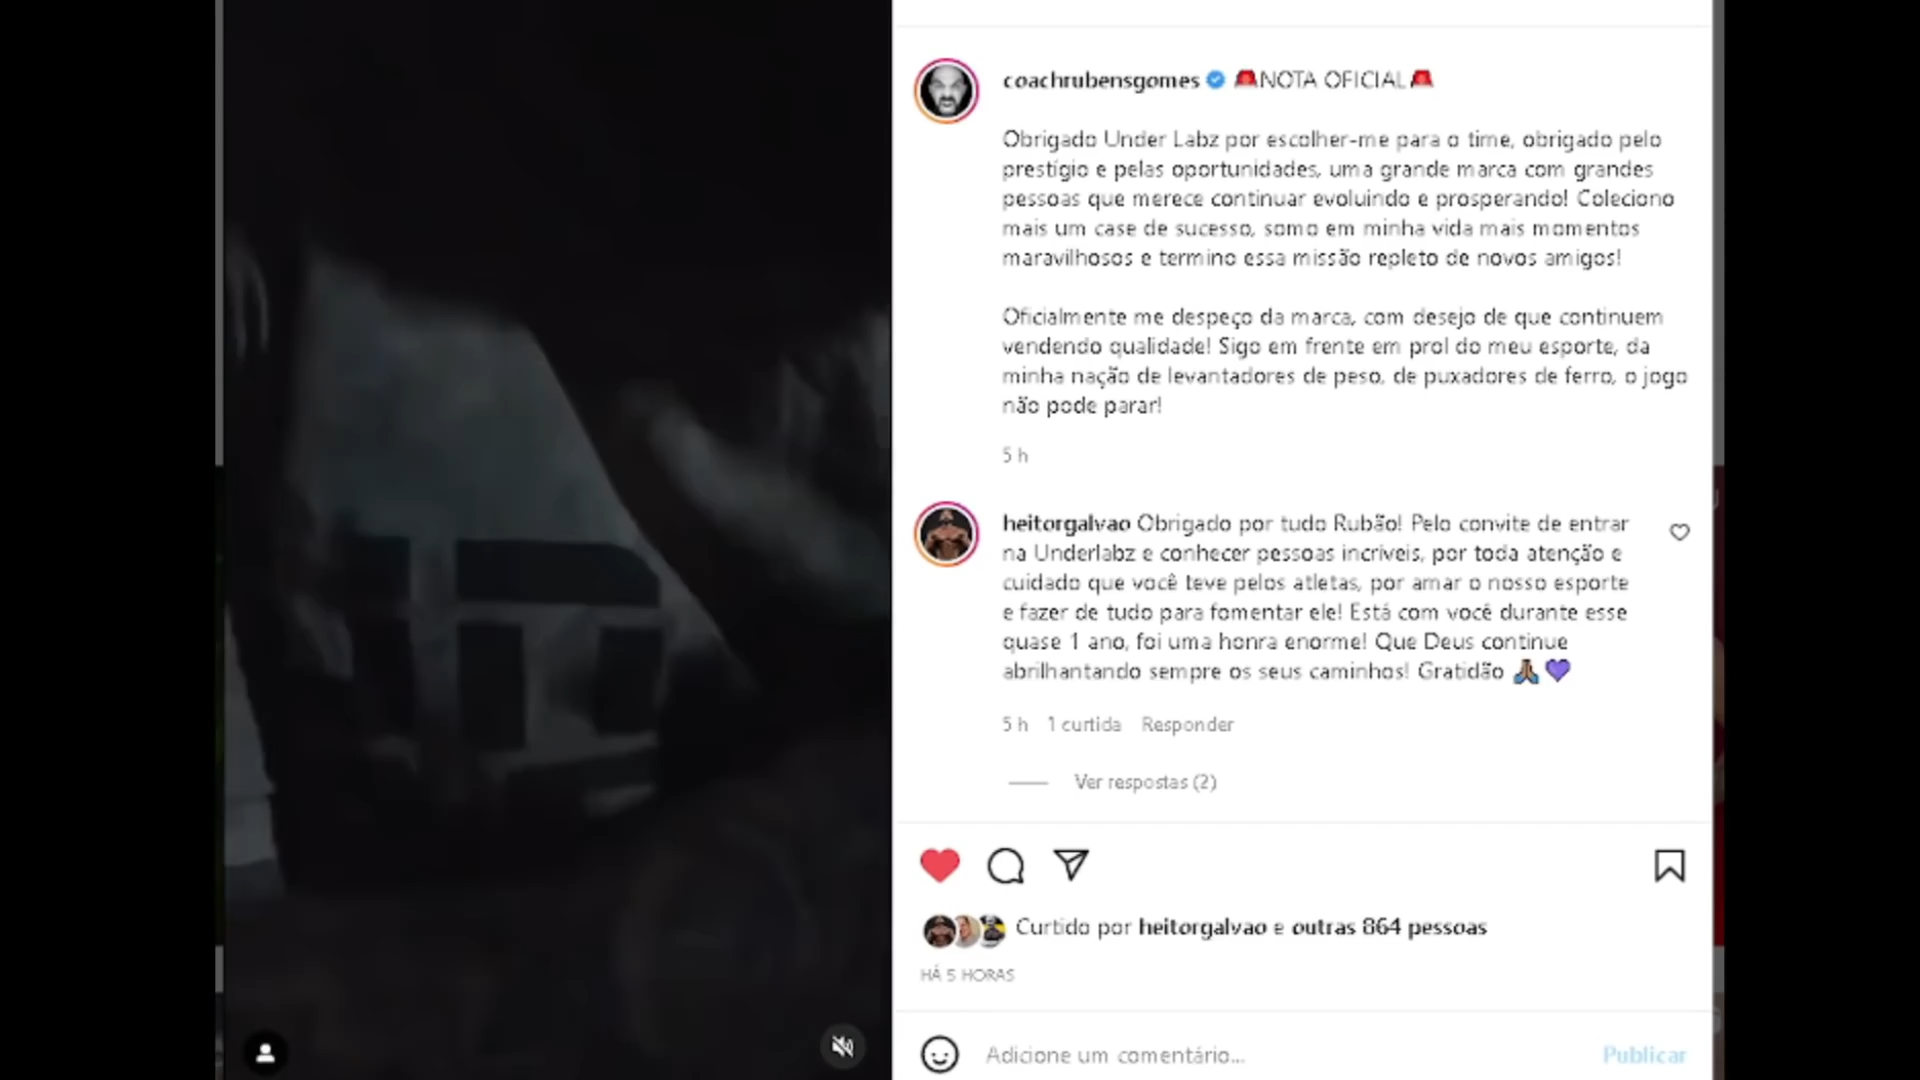 coachrubensgomes 🚨NOTA OFICIAL🚨
Obrigado Under Labz por escolher-me para o time, obrigado pelo
prestígio e pelas oportunidades, uma grande marca com grandes
pessoas que merece continuar evoluindo e prosperando! Coleciono
mais um case de sucesso, somo em minha vida mais momentos
maravilhosos e termino essa missão repleto de novos amigos!
Oficialmente me despeço da marca, com desejo de que continuem
vendendo qualidade! Sigo em frente em prol do meu esporte, da
minha nação de levantadores de peso, de puxadores de ferro, o jogo
não pode parar!
5 h
heitorgalvao Obrigado por tudo Rubão! Pelo convite de entrar
na Underlabz e conhecer pessoas incríveis, por toda atenção e
cuidado que você teve pelos atletas, por amar o nosso esporte
e fazer de tudo para fomentar ele! Está com você durante esse
quase 1 ano, foi uma honra enorme! Que Deus continue
abrilhantando sempre os seus caminhos! Gratidão 🙏🏾💜
5 h 1 curtida Responder
Ver respostas (2)
Curtido por heitorgalvao e outras 864 pessoas
HÁ 5 HORAS
Adicione um comentário... Publicar